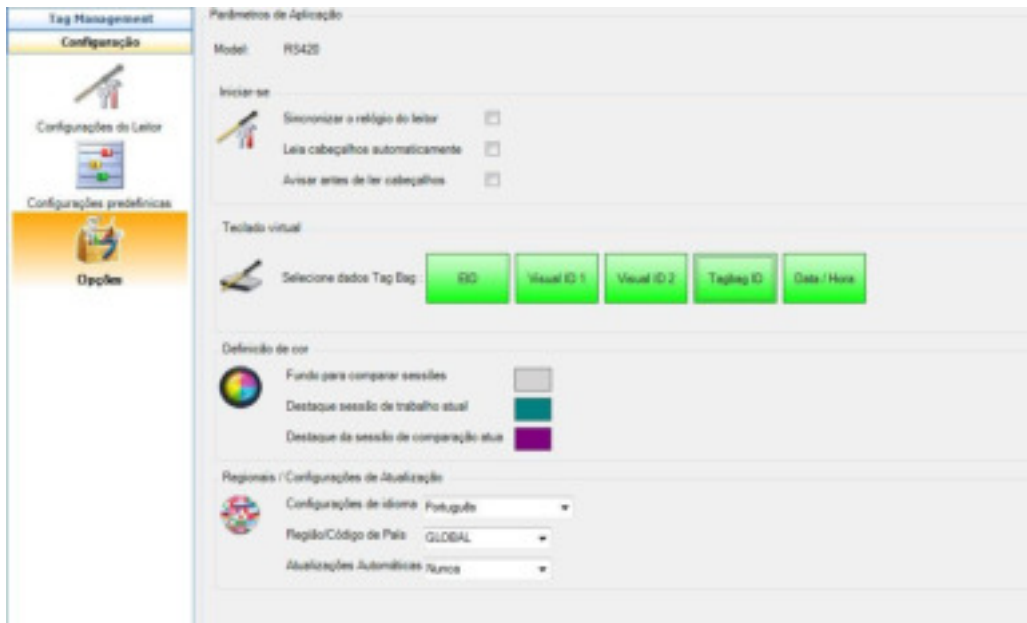 Tag Management
Configuração
Configurações do Leitor
Configurações predefinicas
Opções
Parâmetros de Aplicação
Model: RS420
Iniciar-se
Sincronizar o relógio do leitor
Leia cabeçalhos automaticamente
Avisar antes de ler cabeçalhos
Teclado virtual
Selecione dados Tag Bag : EID Visual ID 1 Visual ID 2 Tagbag ID Data / Hora
Definicão de cor
Fundo para comparar sessões
Destaque sessão de trabalho atual
Destaque da sessão de comparação atua
Regionais / Configurações de Atualização
Configurações de idioma Português
Região/Código de País GLOBAL
Atualizações Automáticas Nunca